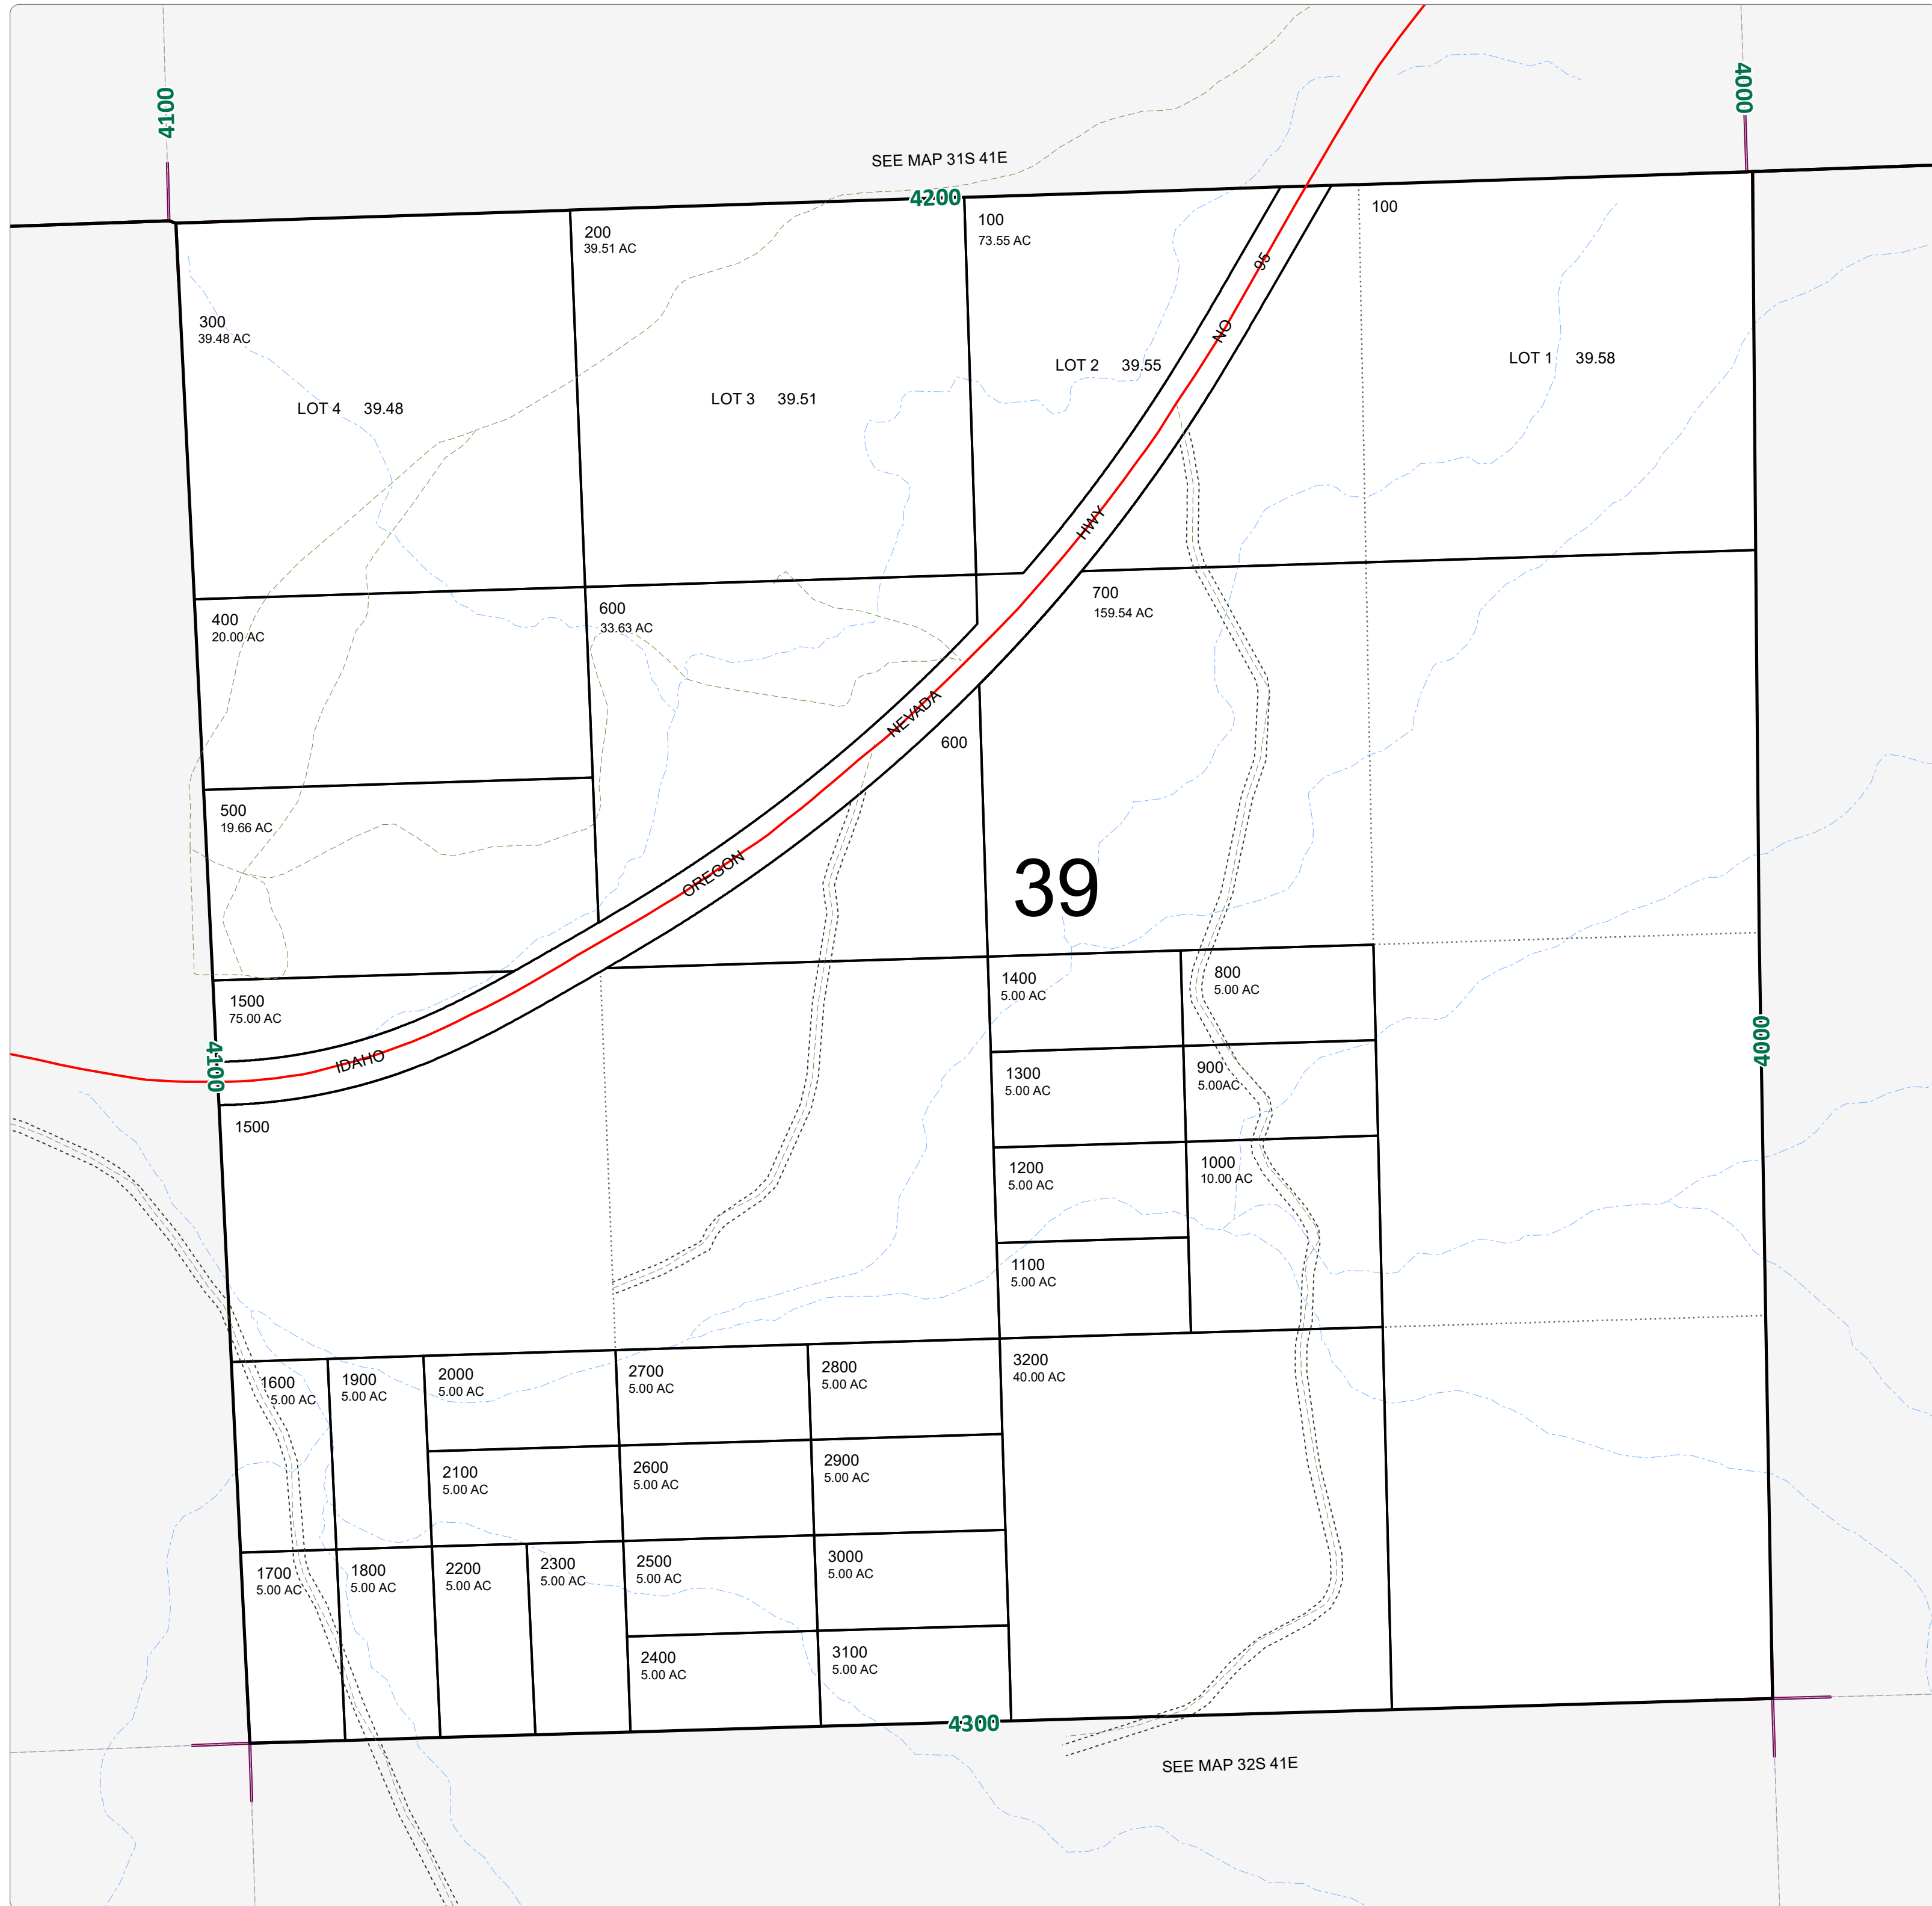 4100
4000
SEE MAP 31S 41E
4200
100
73.55 AC
100
200
39.51 AC
95
NO
300
39.48 AC
LOT 4 39.48
LOT 3 39.51
LOT 2 39.55
LOT 1 39.58
HWY
400
20.00 AC
600
33.63 AC
700
159.54 AC
NEVADA
600
500
19.66 AC
OREGON
39
1500
75.00 AC
1400
5.00 AC
800
5.00 AC
4100
IDAHO
1300
5.00 AC
900
5.00AC
4000
1500
1200
5.00 AC
1000
10.00 AC
1100
5.00 AC
1600
5.00 AC
1900
5.00 AC
2000
5.00 AC
2700
5.00 AC
2800
5.00 AC
3200
40.00 AC
2100
5.00 AC
2600
5.00 AC
2900
5.00 AC
1700
5.00 AC
1800
5.00 AC
2200
5.00 AC
2300
5.00 AC
2500
5.00 AC
3000
5.00 AC
2400
5.00 AC
3100
5.00 AC
4300
SEE MAP 32S 41E